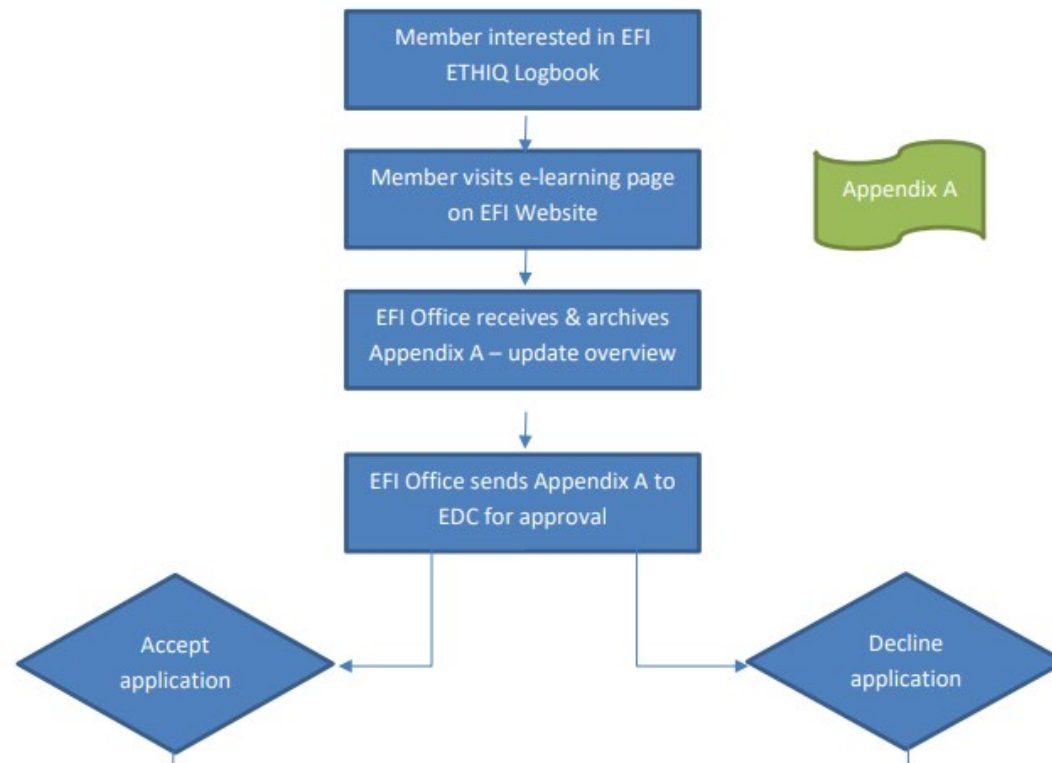 Member interested in EFI
ETHIQ Logbook
Member visits e-learning page
on EFI Website
Appendix A
EFI Office receives & archives
Appendix A – update overview
EFI Office sends Appendix A to
EDC for approval
Accept
application
Decline
application